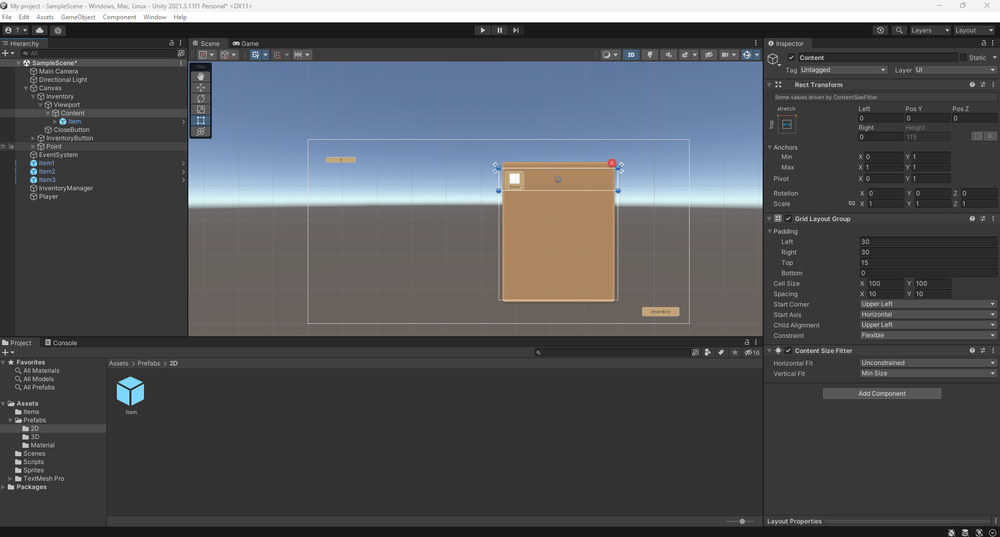 My project - SampleScene - Windows, Mac, Linux - Unity 2021.3.11f1 Personal* <DX11>
File Edit Assets GameObject Component Window Help
T Layers Layout
Hierarchy
All
SampleScene*
Main Camera
Directional Light
Canvas
Inventory
Viewport
Content
Item
CloseButton
InventoryButton
Point
EventSystem
Item1
Item2
Item3
InventoryManager
Player
Scene Game
2D
0
X
Name
Inventory
Inspector
Content Static
Tag Untagged Layer UI
Rect Transform
Some values driven by ContentSizeFitter.
stretch Left Pos Y Pos Z
top 0 0 0
Right Height
0 115 R
Anchors
Min X 0 Y 1
Max X 1 Y 1
Pivot X 0 Y 1
Rotation X 0 Y 0 Z 0
Scale X 1 Y 1 Z 1
Grid Layout Group
Padding
Left 30
Right 30
Top 15
Bottom 0
Cell Size X 100 Y 100
Spacing X 10 Y 10
Start Corner Upper Left
Start Axis Horizontal
Child Alignment Upper Left
Constraint Flexible
Content Size Fitter
Horizontal Fit Unconstrained
Vertical Fit Min Size
Add Component
Layout Properties
Project Console
16
Favorites
All Materials
All Models
All Prefabs
Assets
Items
Prefabs
2D
3D
Material
Scenes
Scripts
Sprites
TextMesh Pro
Packages
Assets > Prefabs > 2D
Item